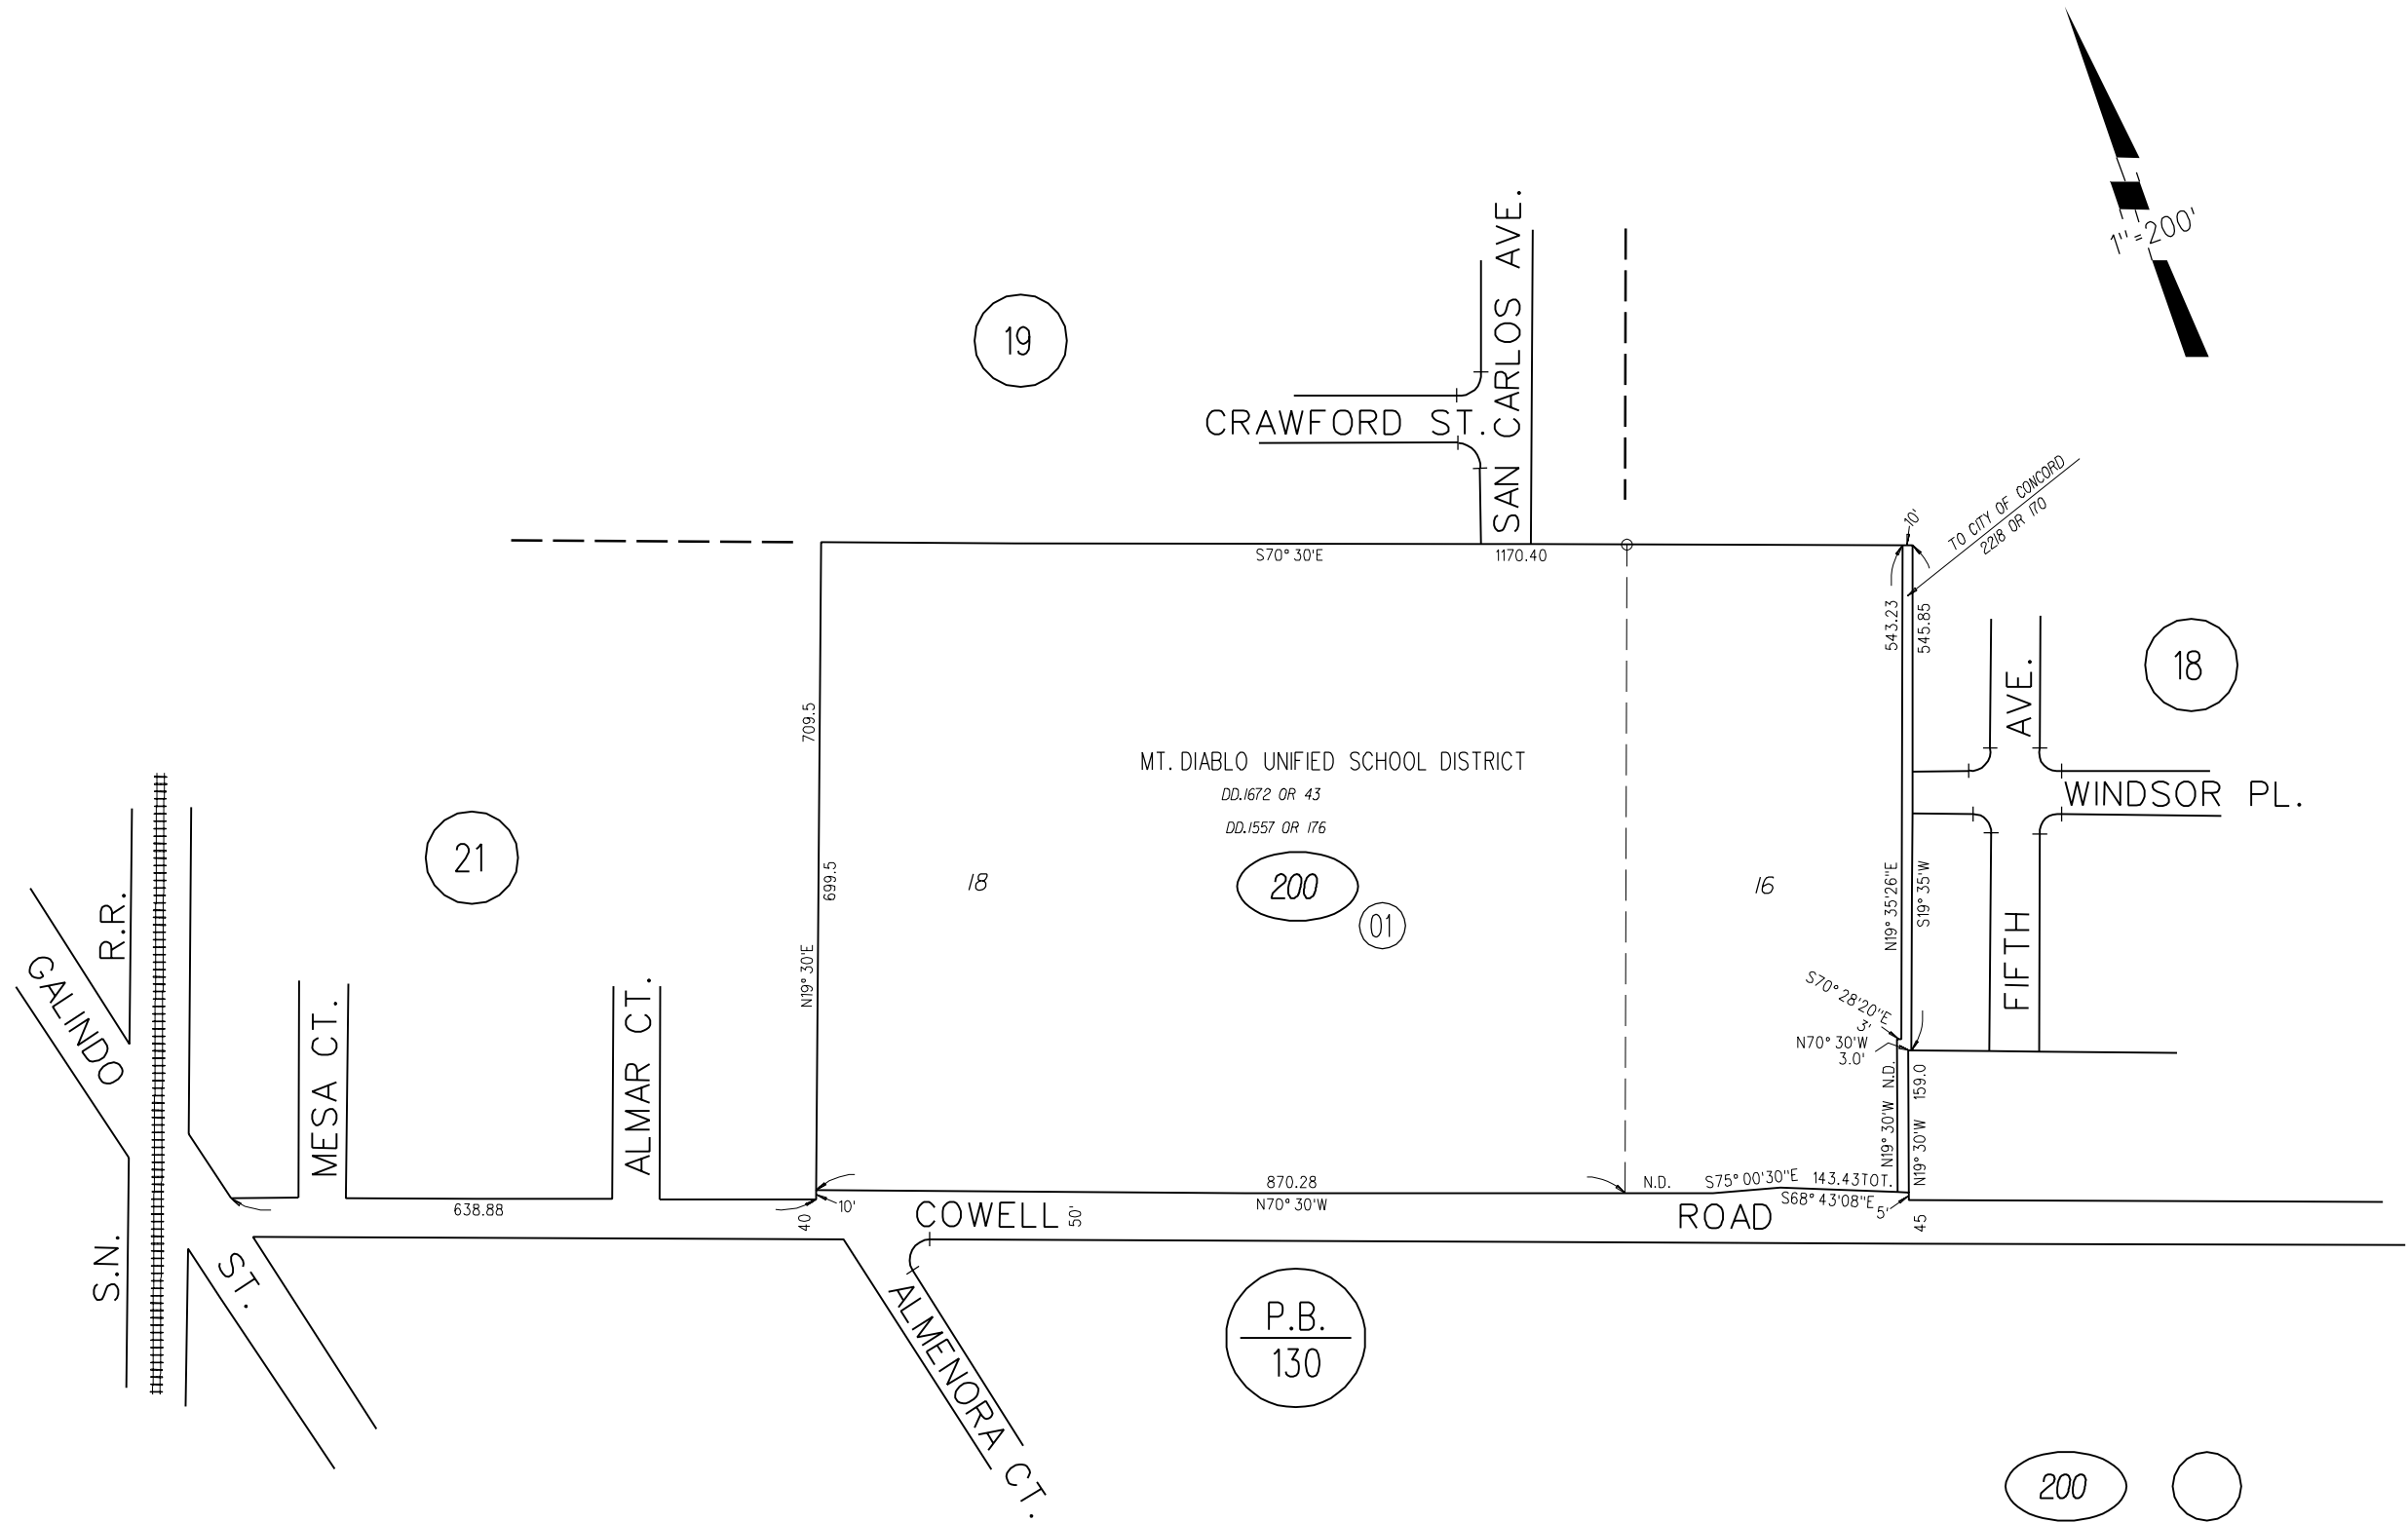 1"=200'
19
SAN CARLOS AVE.
CRAWFORD ST.
TO CITY OF CONCORD
2218 OR 170
10'
S70° 30'E
1170.40
543.23
545.85
18
AVE.
WINDSOR PL.
FIFTH
709.5
699.5
N19° 30'E
MT. DIABLO UNIFIED SCHOOL DISTRICT
DD.1672 OR 43
DD.1557 OR 176
200
01
18
16
N19° 35'26"E
S19° 35'W
21
R.R.
GALINDO
MESA CT.
ALMAR CT.
S70° 28'20"E
3'
N70° 30'W
3.0'
N19° 30'W N.D.
N19° 30'W 159.0
870.28
N70° 30'W
N.D.
S75° 00'30"E 143.43TOT.
S68° 43'08"E
5'
45
638.88
40
10'
COWELL
50'
ROAD
S.N.
ST.
ALMENORA CT.
P.B.
130
200